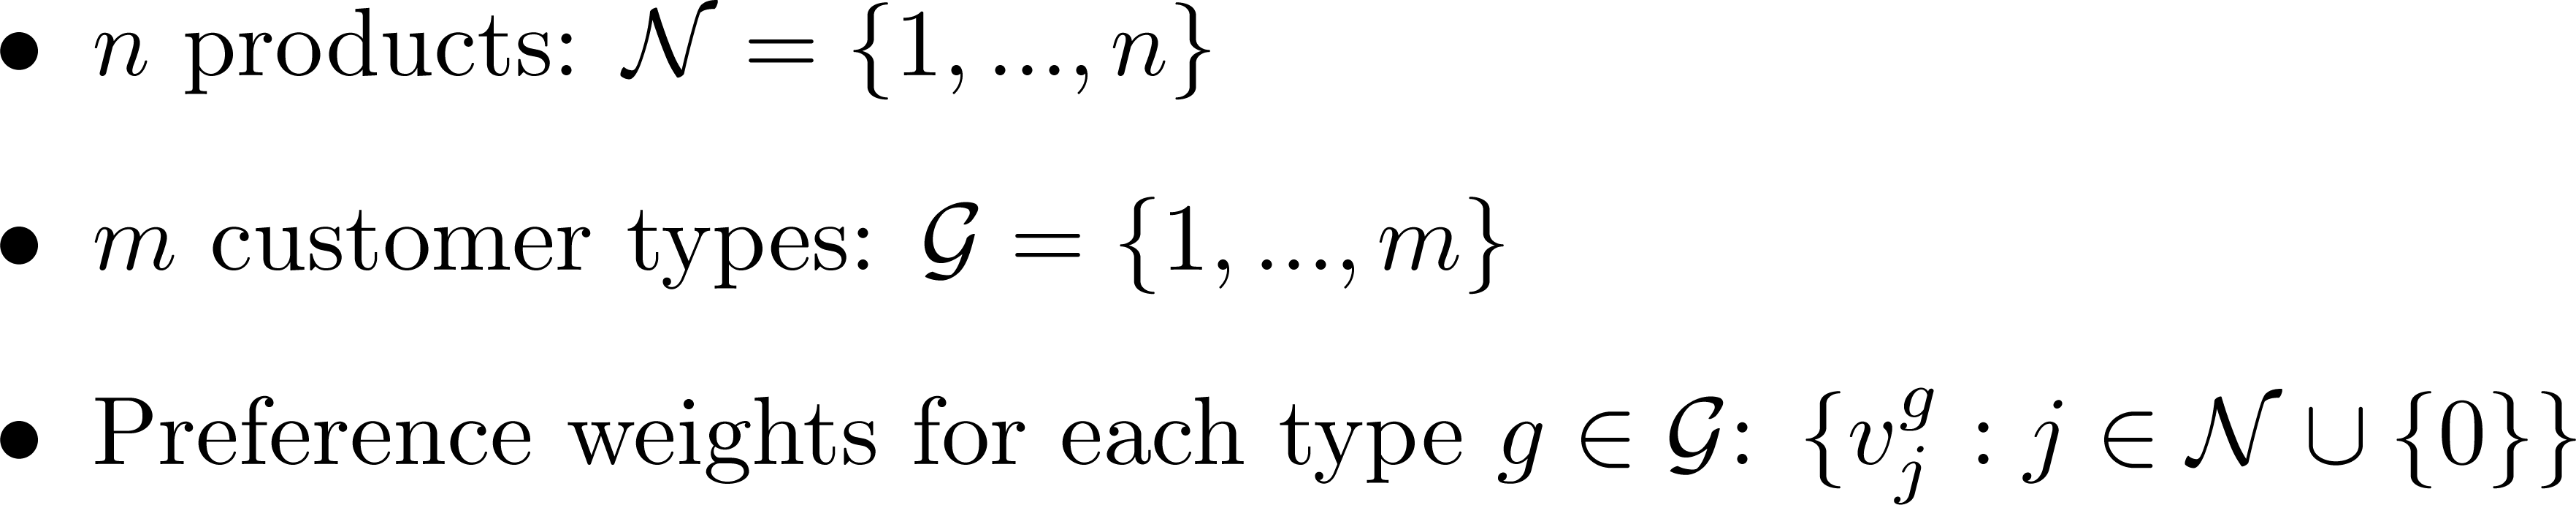 • n products: 𝒩 = {1, ..., n}
• m customer types: 𝒢 = {1, ..., m}
• Preference weights for each type g ∈ 𝒢: {v_j^g : j ∈ 𝒩 ∪ {0}}